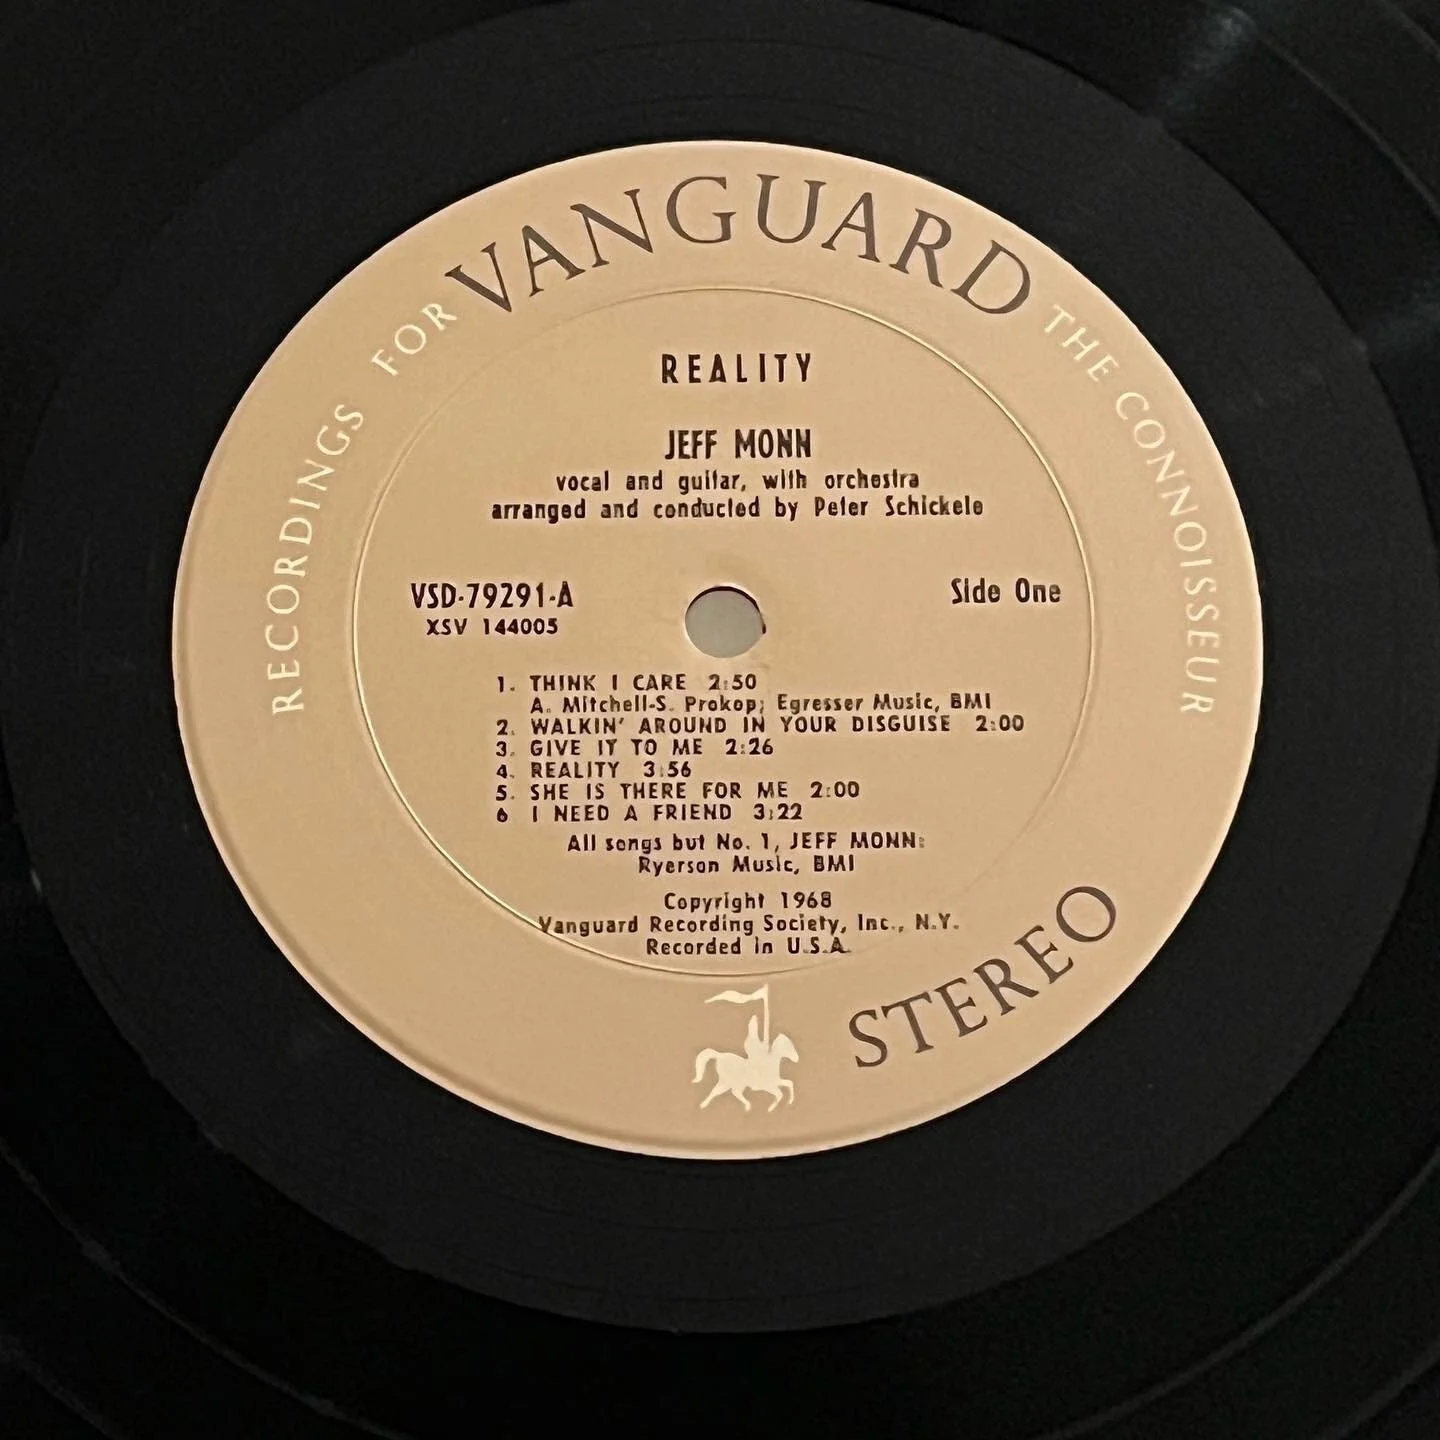 RECORDINGS FOR VANGUARD THE CONNOISSEUR
REALITY
JEFF MONN
vocal and guitar, with orchestra
arranged and conducted by Peter Schickele
VSD-79291-A
XSV 144005
Side One
1. THINK I CARE 2:50
A. Mitchell-S. Prokop; Egresser Music, BMI
2. WALKIN' AROUND IN YOUR DISGUISE 2:00
3. GIVE IT TO ME 2:26
4. REALITY 3:56
5. SHE IS THERE FOR ME 2:00
6 I NEED A FRIEND 3:22
All songs but No. 1, JEFF MONN:
Ryerson Music, BMI
Copyright 1968
Vanguard Recording Society, Inc., N.Y.
Recorded in U.S.A.
STEREO